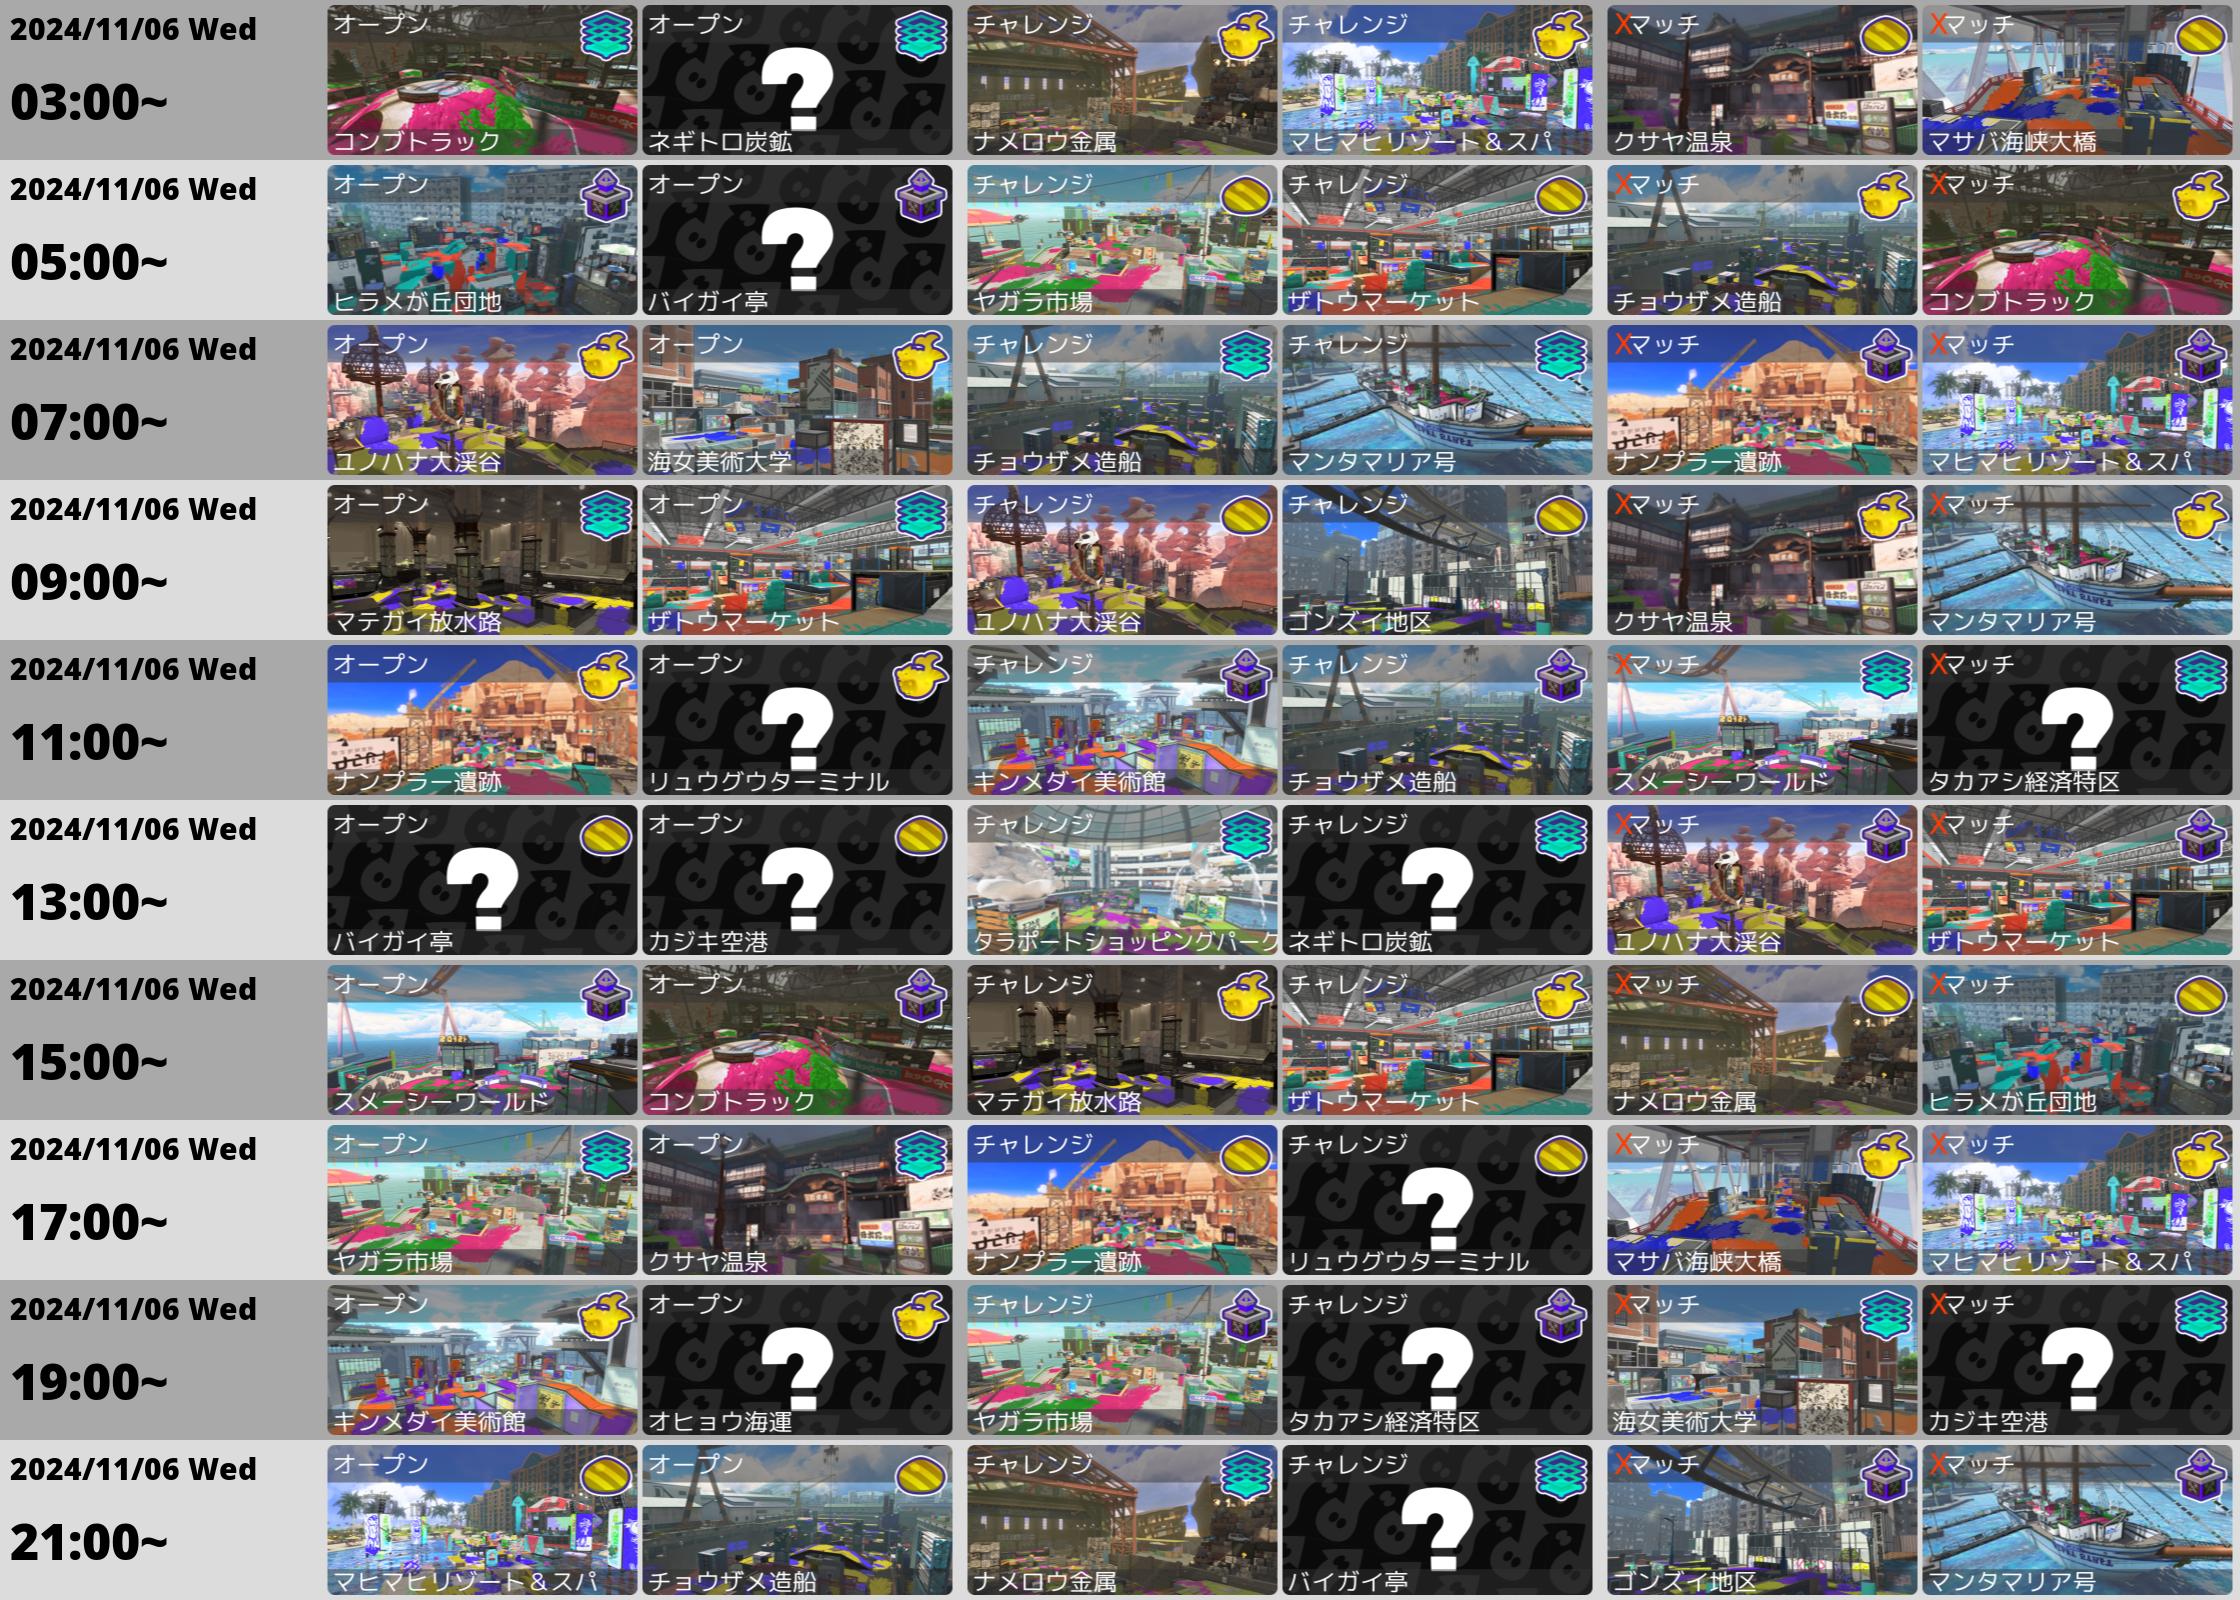 2024/11/06 Wed
03:00~
オープン
コンブトラック
オープン
ネギトロ炭鉱
チャレンジ
ナメロウ金属
チャレンジ
マヒマヒリゾート＆スパ
Xマッチ
クサヤ温泉
Xマッチ
マサバ海峡大橋
2024/11/06 Wed
05:00~
オープン
ヒラメが丘団地
オープン
バイガイ亭
チャレンジ
ヤガラ市場
チャレンジ
ザトウマーケット
Xマッチ
チョウザメ造船
Xマッチ
コンブトラック
2024/11/06 Wed
07:00~
オープン
ユノハナ大渓谷
オープン
海女美術大学
チャレンジ
チョウザメ造船
チャレンジ
マンタマリア号
Xマッチ
ナンプラー遺跡
Xマッチ
マヒマヒリゾート＆スパ
2024/11/06 Wed
09:00~
オープン
マテガイ放水路
オープン
ザトウマーケット
チャレンジ
ユノハナ大渓谷
チャレンジ
ゴンズイ地区
Xマッチ
クサヤ温泉
Xマッチ
マンタマリア号
2024/11/06 Wed
11:00~
オープン
ナンプラー遺跡
オープン
リュウグウターミナル
チャレンジ
キンメダイ美術館
チャレンジ
チョウザメ造船
Xマッチ
スメーシーワールド
Xマッチ
タカアシ経済特区
2024/11/06 Wed
13:00~
オープン
バイガイ亭
オープン
カジキ空港
チャレンジ
タラポートショッピングパーク
チャレンジ
ネギトロ炭鉱
Xマッチ
ユノハナ大渓谷
Xマッチ
ザトウマーケット
2024/11/06 Wed
15:00~
オープン
スメーシーワールド
オープン
コンブトラック
チャレンジ
マテガイ放水路
チャレンジ
ザトウマーケット
Xマッチ
ナメロウ金属
Xマッチ
ヒラメが丘団地
2024/11/06 Wed
17:00~
オープン
ヤガラ市場
オープン
クサヤ温泉
チャレンジ
ナンプラー遺跡
チャレンジ
リュウグウターミナル
Xマッチ
マサバ海峡大橋
Xマッチ
マヒマヒリゾート＆スパ
2024/11/06 Wed
19:00~
オープン
キンメダイ美術館
オープン
オヒョウ海運
チャレンジ
ヤガラ市場
チャレンジ
タカアシ経済特区
Xマッチ
海女美術大学
Xマッチ
カジキ空港
2024/11/06 Wed
21:00~
オープン
マヒマヒリゾート＆スパ
オープン
チョウザメ造船
チャレンジ
ナメロウ金属
チャレンジ
バイガイ亭
Xマッチ
ゴンズイ地区
Xマッチ
マンタマリア号